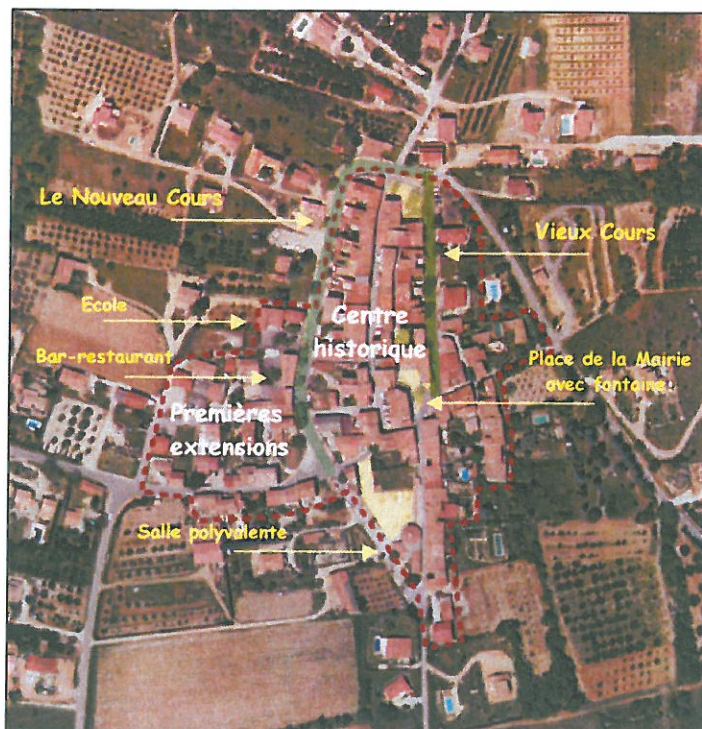 Le Nouveau Cours
Vieux Cours
Ecole
Centre
historique
Bar-restaurant
Place de la Mairie
avec fontaine
Premières
extensions
Salle polyvalente